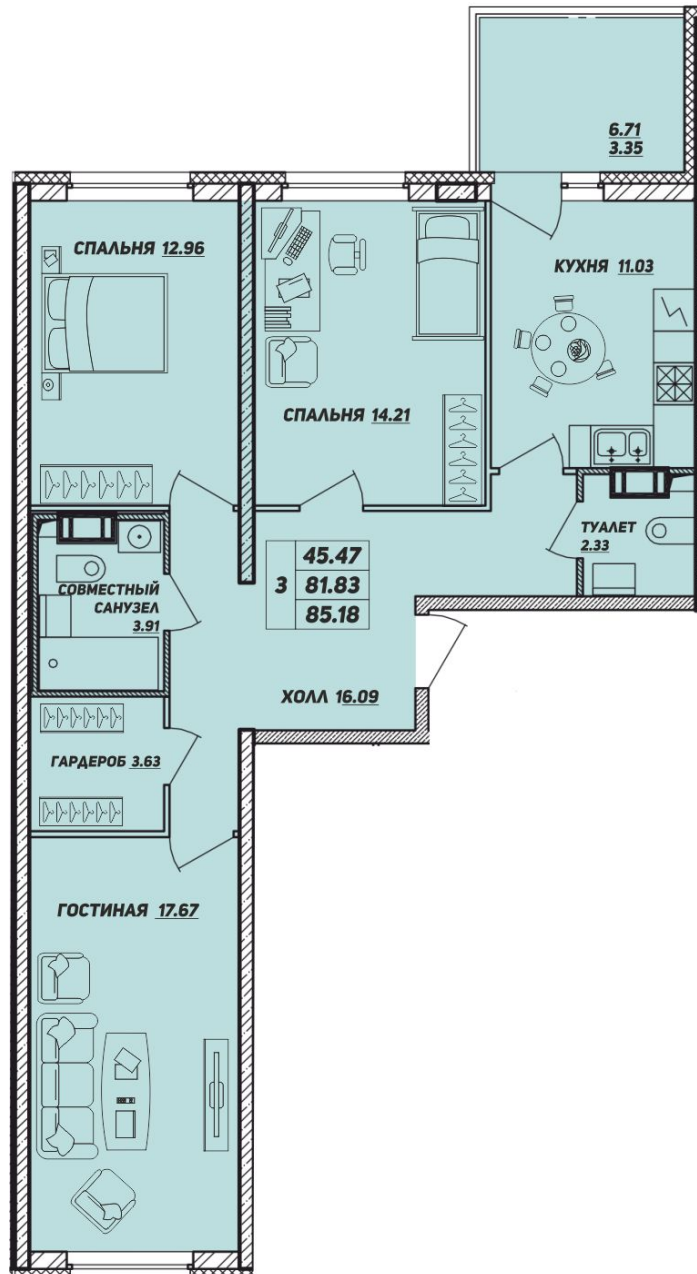 6.71
3.35
СПАЛЬНЯ 12.96
КУХНЯ 11.03
СПАЛЬНЯ 14.21
ТУАЛЕТ
2.33
45.47
3 81.83
85.18
СОВМЕСТНЫЙ
САНУЗЕЛ
3.91
ХОЛЛ 16.09
ГАРДЕРОБ 3.63
ГОСТИНАЯ 17.67